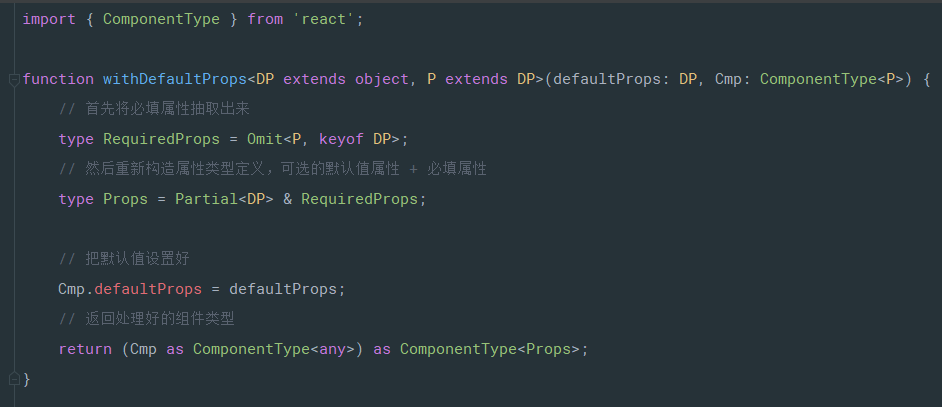 import { ComponentType } from 'react';
function withDefaultProps<DP extends object, P extends DP>(defaultProps: DP, Cmp: ComponentType<P>) {
// 首先将必填属性抽取出来
type RequiredProps = Omit<P, keyof DP>;
// 然后重新构造属性类型定义，可选的默认值属性 + 必填属性
type Props = Partial<DP> & RequiredProps;
// 把默认值设置好
Cmp.defaultProps = defaultProps;
// 返回处理好的组件类型
return (Cmp as ComponentType<any>) as ComponentType<Props>;
}